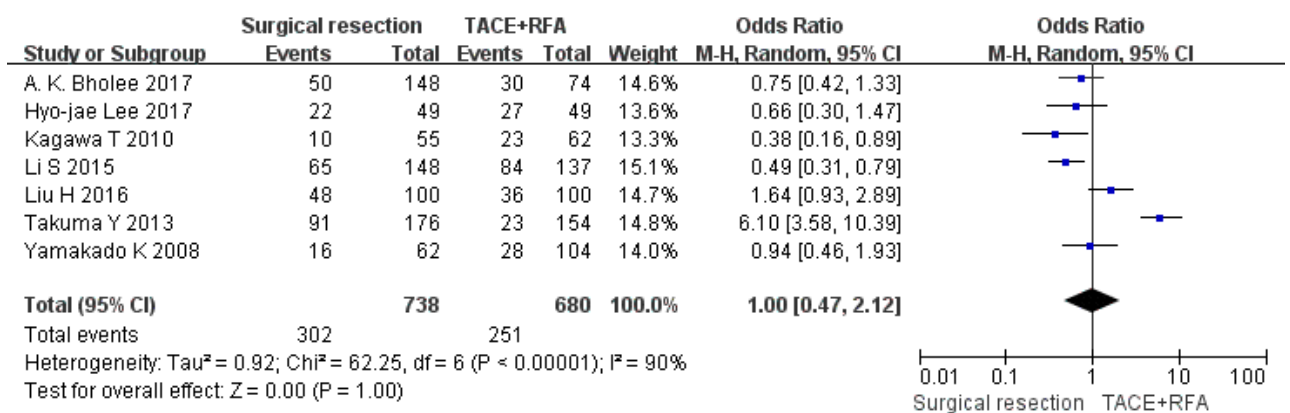 Surgical resection TACE+RFA Odds Ratio Odds Ratio
Study or Subgroup Events Total Events Total Weight M-H, Random, 95% CI M-H, Random, 95% CI
A. K. Bholee 2017 50 148 30 74 14.6% 0.75 [0.42, 1.33]
Hyo-jae Lee 2017 22 49 27 49 13.6% 0.66 [0.30, 1.47]
Kagawa T 2010 10 55 23 62 13.3% 0.38 [0.16, 0.89]
Li S 2015 65 148 84 137 15.1% 0.49 [0.31, 0.79]
Liu H 2016 48 100 36 100 14.7% 1.64 [0.93, 2.89]
Takuma Y 2013 91 176 23 154 14.8% 6.10 [3.58, 10.39]
Yamakado K 2008 16 62 28 104 14.0% 0.94 [0.46, 1.93]
Total (95% CI) 738 680 100.0% 1.00 [0.47, 2.12]
Total events 302 251
Heterogeneity: Tau² = 0.92; Chi² = 62.25, df = 6 (P < 0.00001); I² = 90%
Test for overall effect: Z = 0.00 (P = 1.00)
0.01 0.1 1 10 100
Surgical resection TACE+RFA